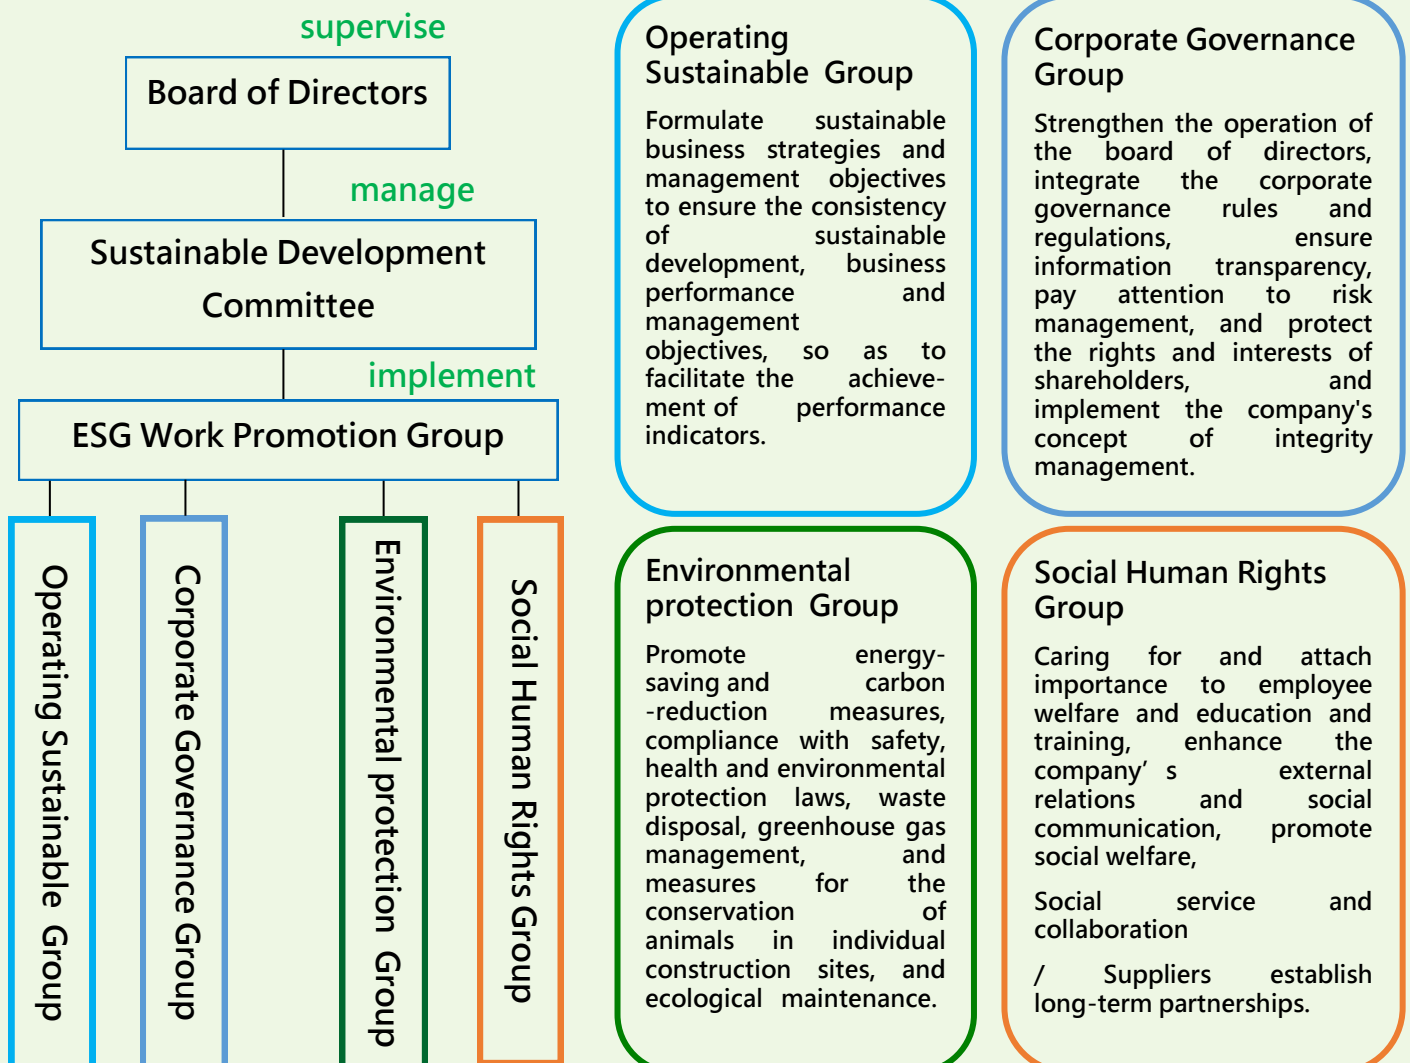 supervise
Board of Directors
manage
Sustainable Development
Committee
implement
ESG Work Promotion Group
Operating Sustainable Group
Corporate Governance Group
Environmental protection Group
Social Human Rights Group
Operating
Sustainable Group
Formulate sustainable
business strategies and
management objectives
to ensure the consistency
of sustainable
development, business
performance and
management
objectives, so as to
facilitate the achieve-
ment of performance
indicators.
Corporate Governance
Group
Strengthen the operation of
the board of directors,
integrate the corporate
governance rules and
regulations, ensure
information transparency,
pay attention to risk
management, and protect
the rights and interests of
shareholders, and
implement the company's
concept of integrity
management.
Environmental
protection Group
Promote energy-
saving and carbon
-reduction measures,
compliance with safety,
health and environmental
protection laws, waste
disposal, greenhouse gas
management, and
measures for the
conservation of
animals in individual
construction sites, and
ecological maintenance.
Social Human Rights
Group
Caring for and attach
importance to employee
welfare and education and
training, enhance the
company’ s external
relations and social
communication, promote
social welfare,
Social service and
collaboration
/ Suppliers establish
long-term partnerships.